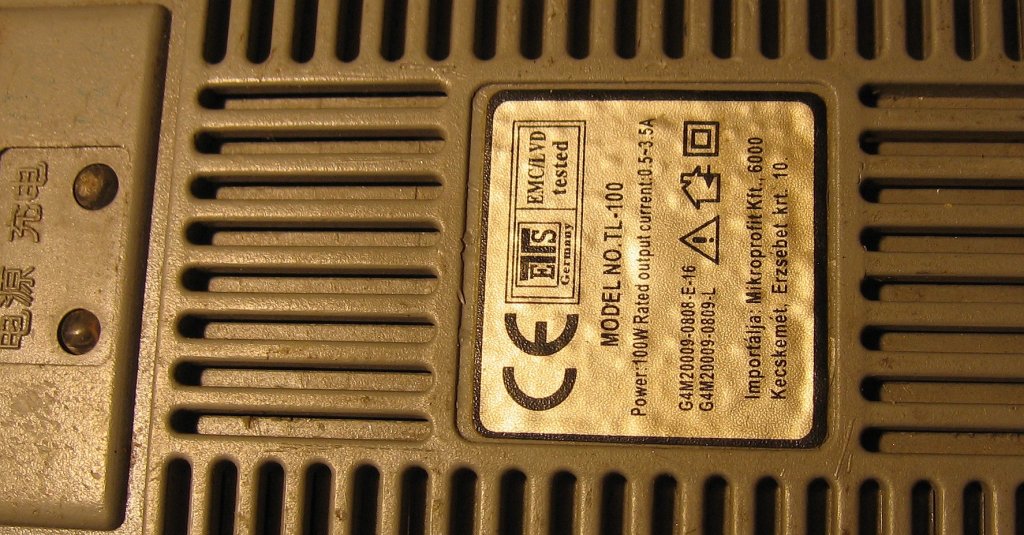 充电
电源
CE
ETS
Germany
EMC/LVD
tested
MODEL NO.TL-100
Power:100W Rated output current:0.5~3.5A
G4M20009-0808-E-16
G4M20009-0809-L
Importálja: Mikroprofit Kft., 6000
Kecskemét, Erzsébet krt. 10.